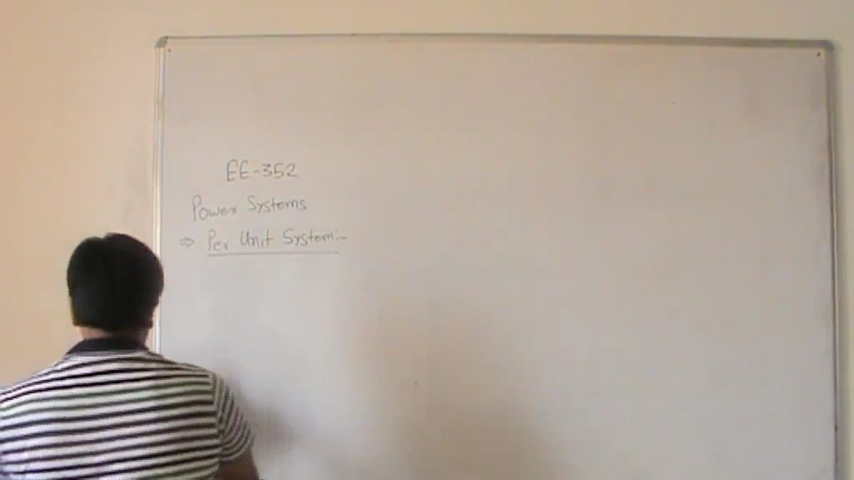 EE-352
Power Systems
⇒ Per Unit System:-